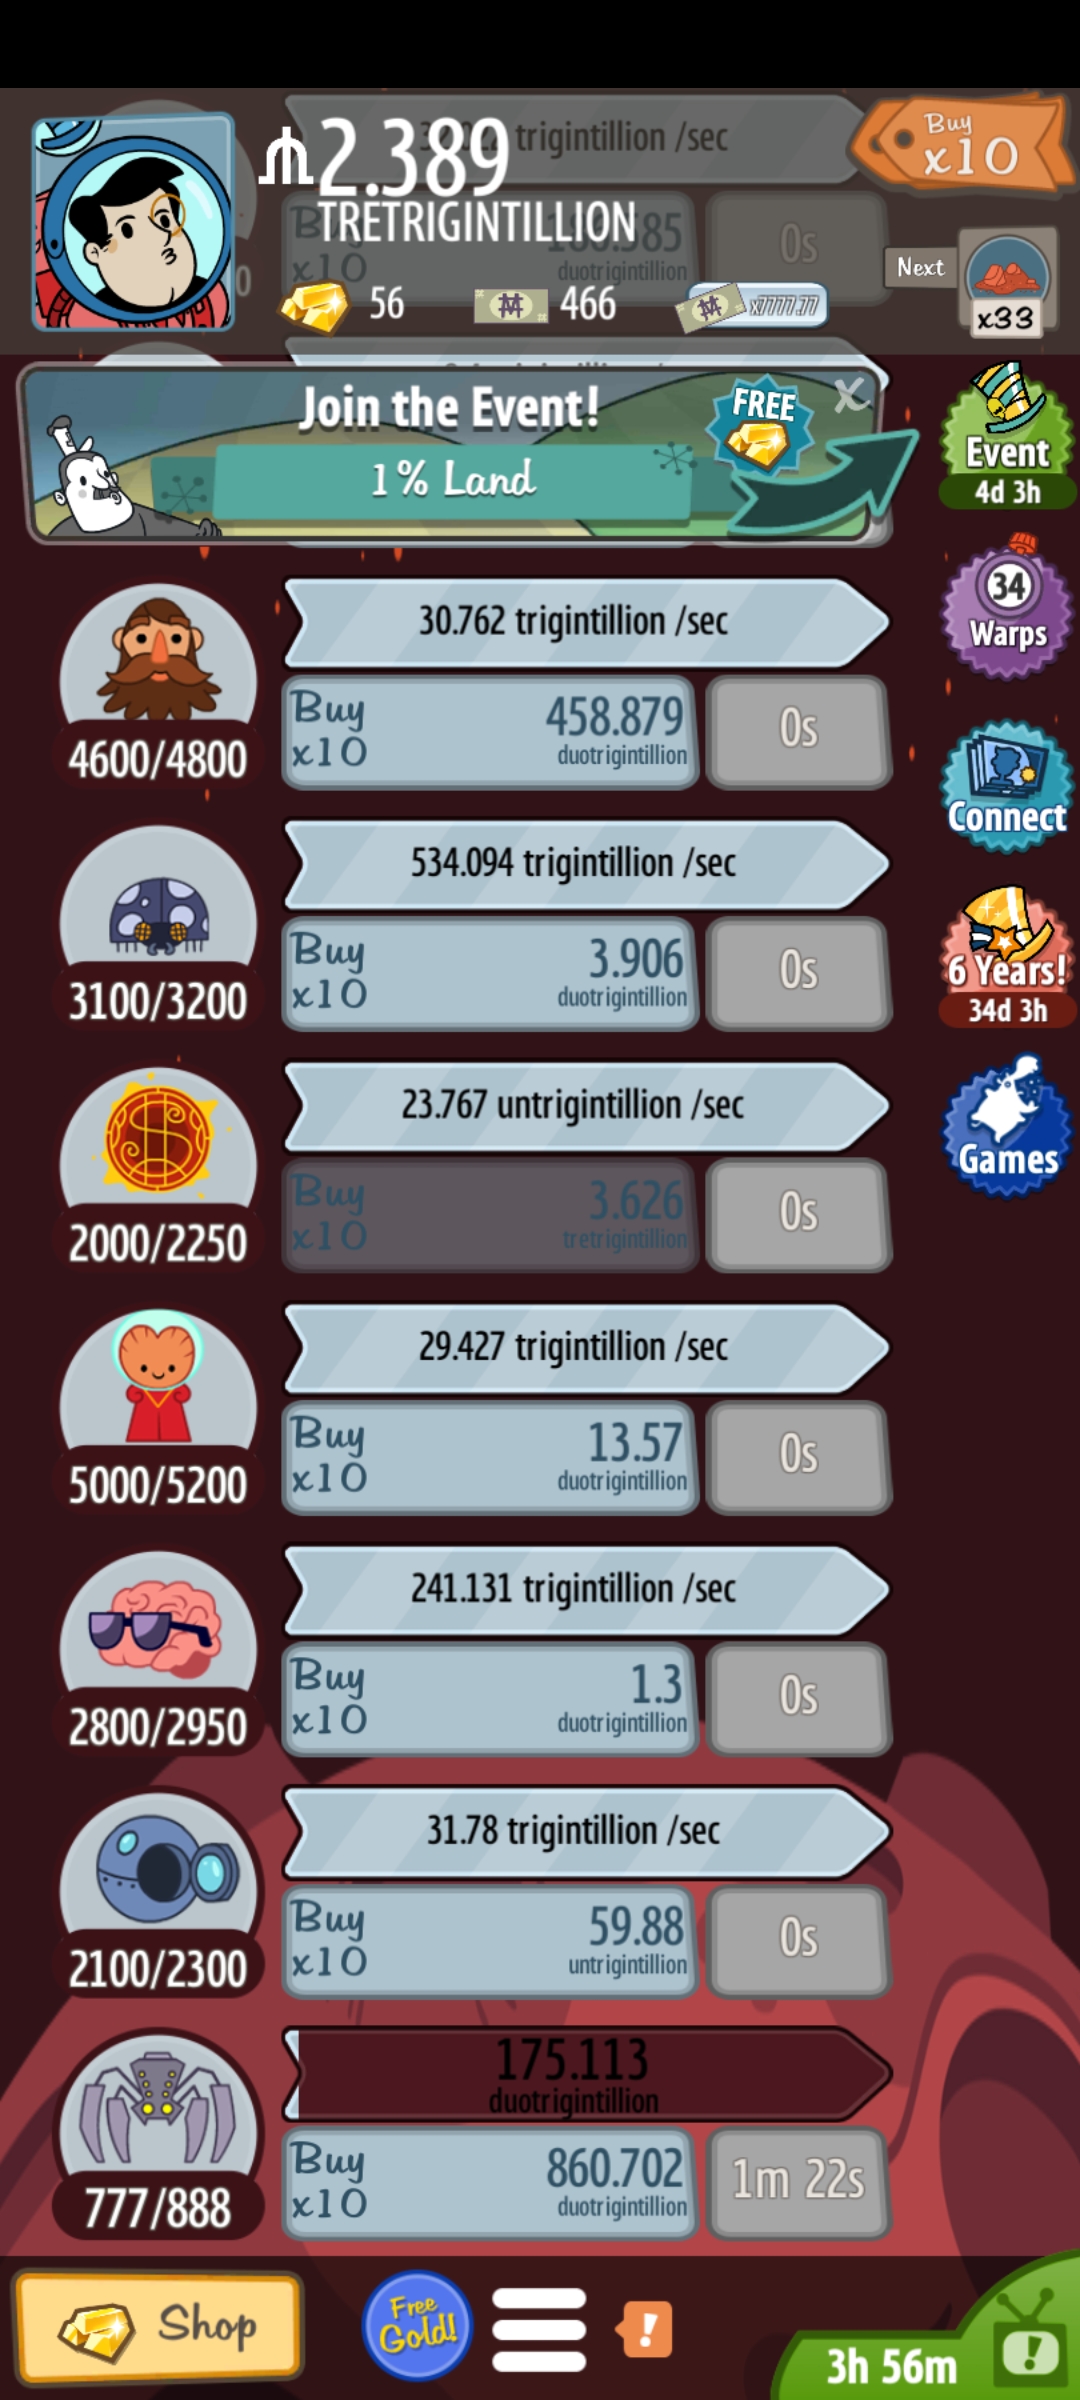 trigintillion /sec
₼2.389
TRETRIGINTILLION
Buy
x10
duotrigintillion
0s
Buy
x10
56
466
x7777.77
Next
x33
Join the Event!
FREE
X
1% Land
Event
4d 3h
30.762 trigintillion /sec
Buy
x10
458.879
duotrigintillion
0s
4600/4800
34
Warps
534.094 trigintillion /sec
Buy
x10
3.906
duotrigintillion
0s
3100/3200
Connect
23.767 untrigintillion /sec
Buy
x10
3.626
tretrigintillion
0s
2000/2250
6 Years!
34d 3h
Games
29.427 trigintillion /sec
Buy
x10
13.57
duotrigintillion
0s
5000/5200
241.131 trigintillion /sec
Buy
x10
1.3
duotrigintillion
0s
2800/2950
31.78 trigintillion /sec
Buy
x10
59.88
untrigintillion
0s
2100/2300
175.113
duotrigintillion
Buy
x10
860.702
duotrigintillion
1m 22s
777/888
Shop
Free
Gold!
!
3h 56m
!